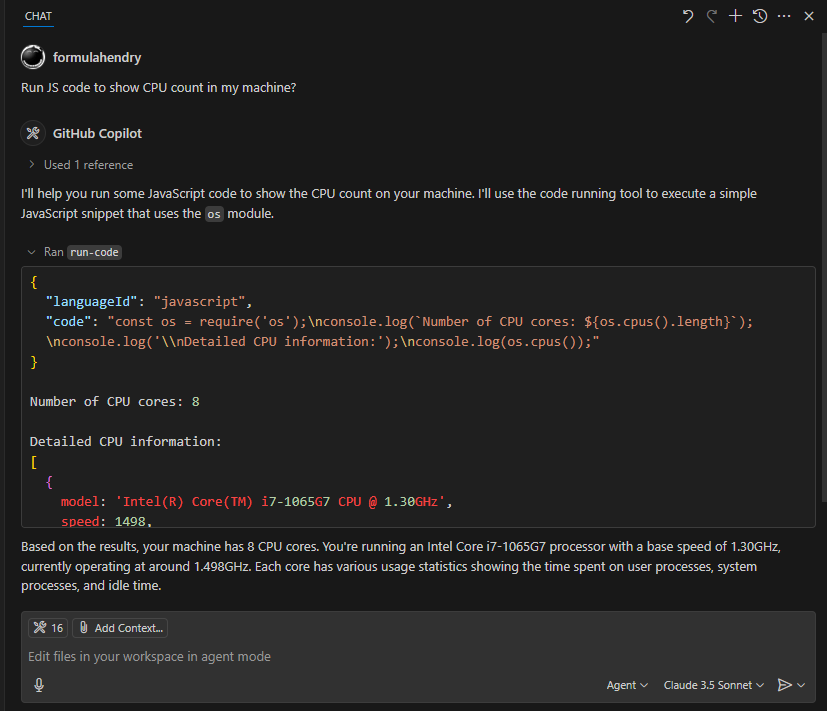 CHAT
formulahendry
Run JS code to show CPU count in my machine?
GitHub Copilot
Used 1 reference
I'll help you run some JavaScript code to show the CPU count on your machine. I'll use the code running tool to execute a simple
JavaScript snippet that uses the os module.
Ran run-code
{
  "languageId": "javascript",
  "code": "const os = require('os');\nconsole.log(`Number of CPU cores: ${os.cpus().length}`);
  \nconsole.log('\\nDetailed CPU information:');\nconsole.log(os.cpus());"
}
Number of CPU cores: 8
Detailed CPU information:
[
  {
    model: 'Intel(R) Core(TM) i7-1065G7 CPU @ 1.30GHz',
    speed: 1498,
Based on the results, your machine has 8 CPU cores. You're running an Intel Core i7-1065G7 processor with a base speed of 1.30GHz,
currently operating at around 1.498GHz. Each core has various usage statistics showing the time spent on user processes, system
processes, and idle time.
16 Add Context...
Edit files in your workspace in agent mode
Agent Claude 3.5 Sonnet